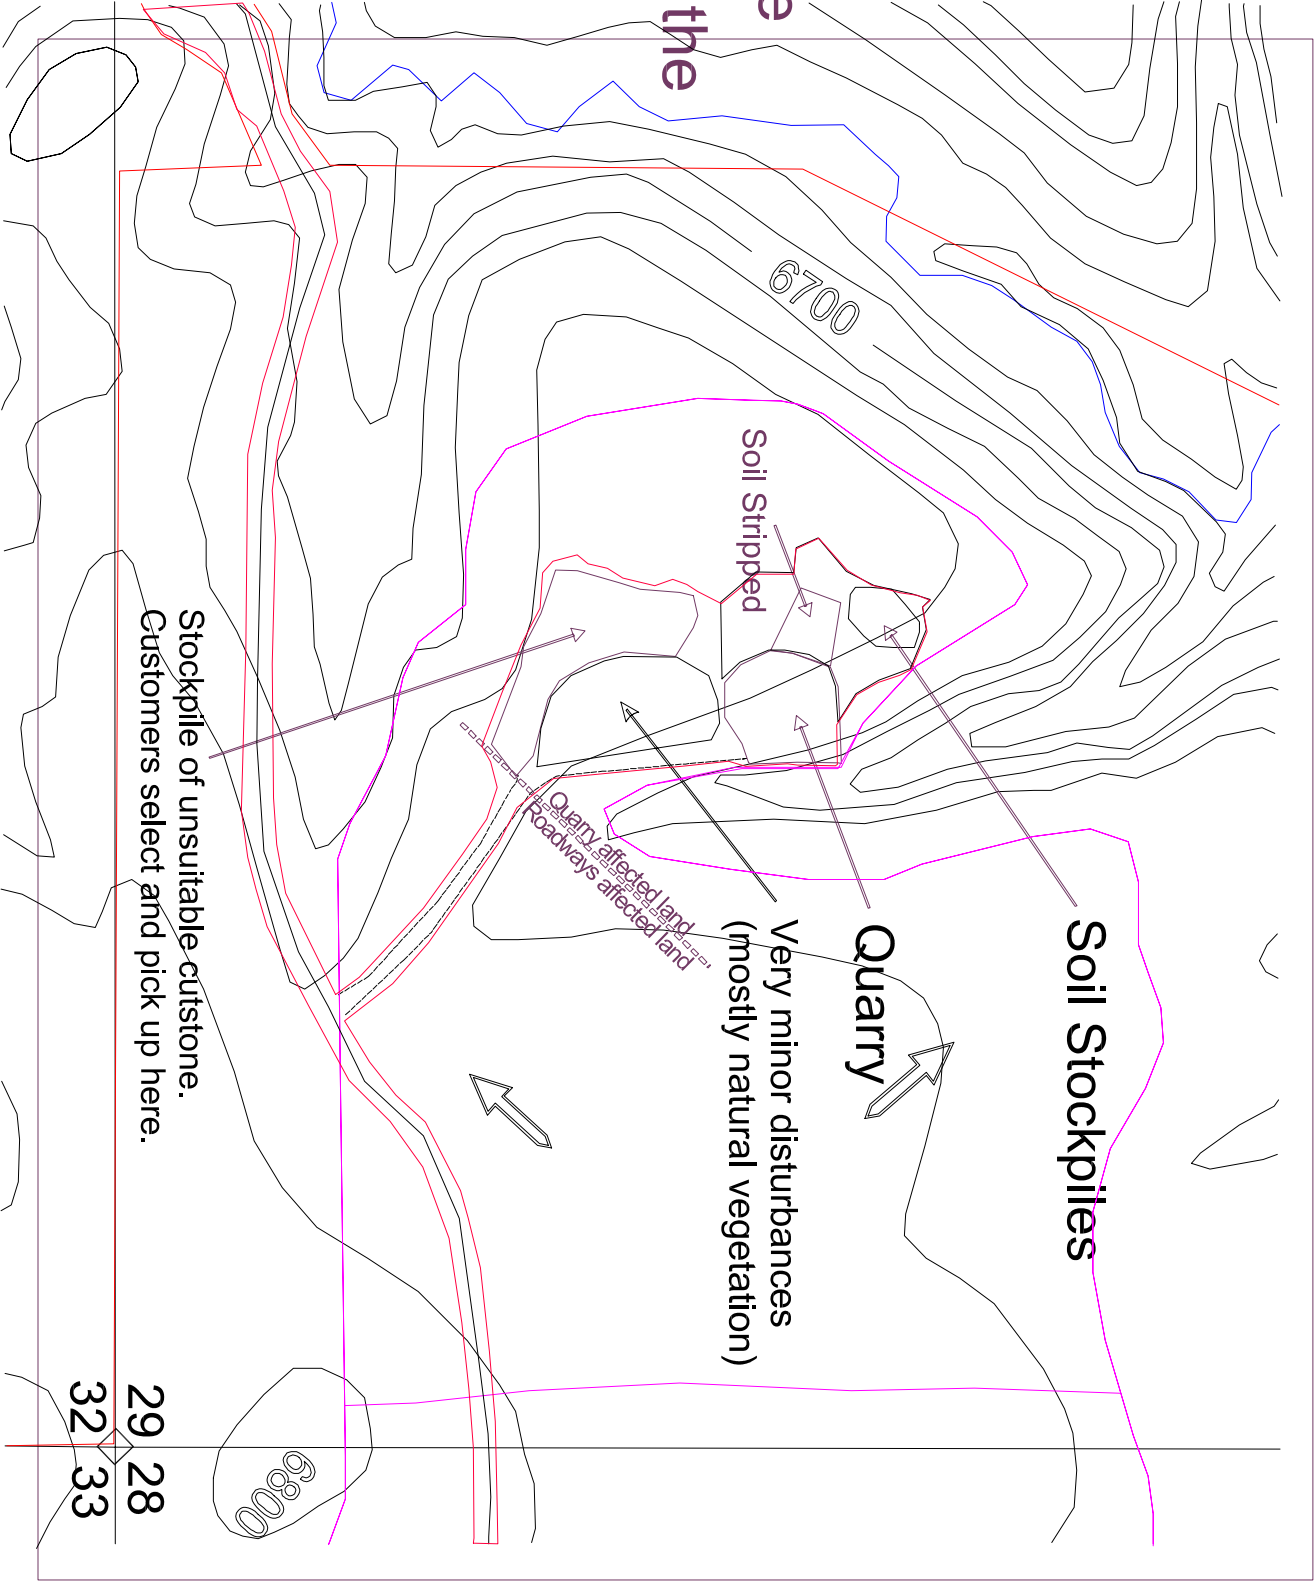 e
the
6700
Soil Stripped
Soil Stockpiles
Quarry
Very minor disturbances
(mostly natural vegetation)
Quarry affected land
Roadways affected land
Stockpile of unsuitable cutstone.
Customers select and pick up here.
29 28
32 33
6800